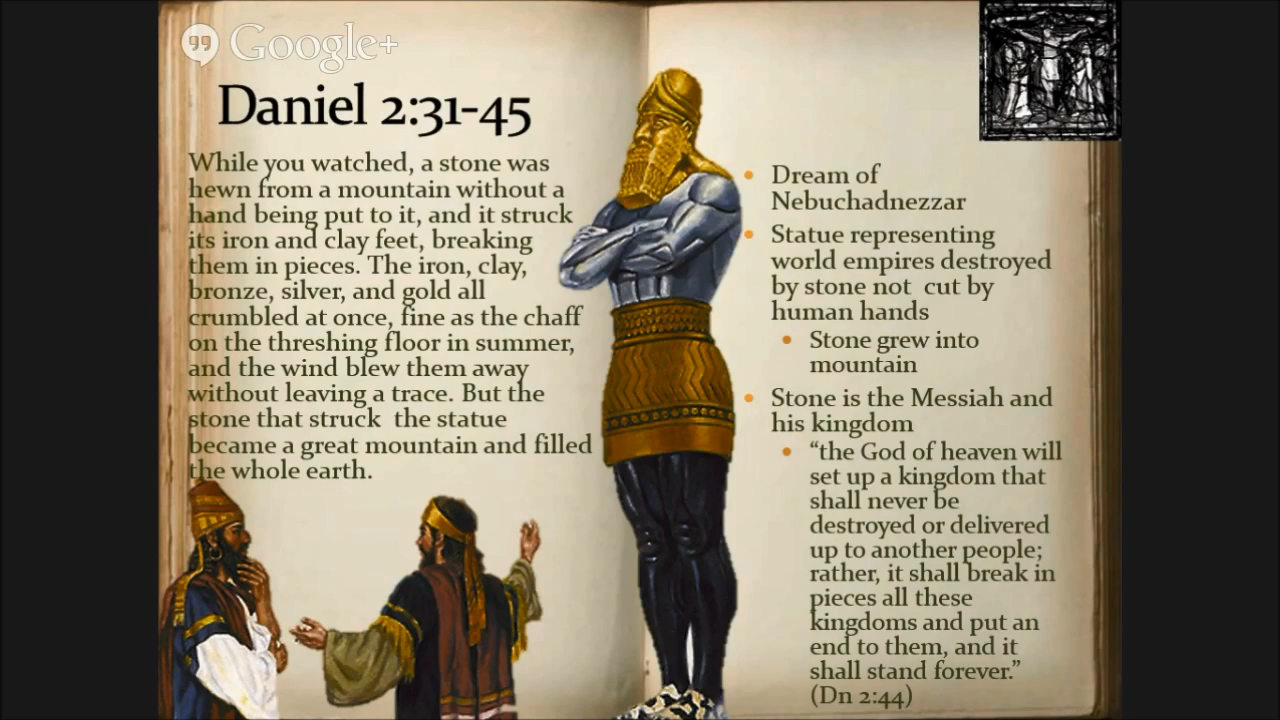 Google+
Daniel 2:31-45
While you watched, a stone was
hewn from a mountain without a
hand being put to it, and it struck
its iron and clay feet, breaking
them in pieces. The iron, clay,
bronze, silver, and gold all
crumbled at once, fine as the chaff
on the threshing floor in summer,
and the wind blew them away
without leaving a trace. But the
stone that struck  the statue
became a great mountain and filled
the whole earth.
• Dream of
Nebuchadnezzar
• Statue representing
world empires destroyed
by stone not  cut by
human hands
• Stone grew into
mountain
• Stone is the Messiah and
his kingdom
• “the God of heaven will
set up a kingdom that
shall never be
destroyed or delivered
up to another people;
rather, it shall break in
pieces all these
kingdoms and put an
end to them, and it
shall stand forever.”
(Dn 2:44)